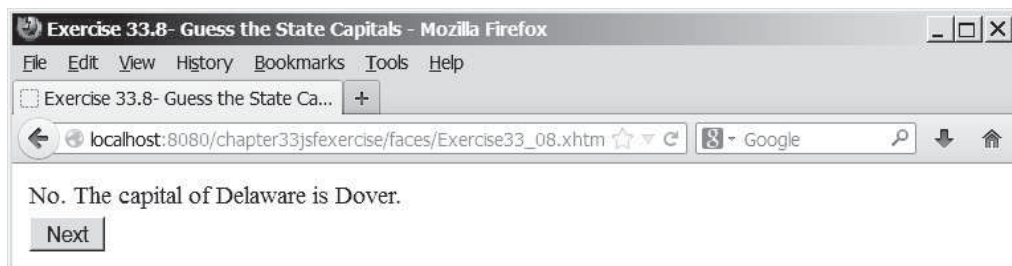 Exercise 33.8- Guess the State Capitals - Mozilla Firefox
File Edit View History Bookmarks Tools Help
Exercise 33.8- Guess the State Ca... +
localhost:8080/chapter33jsfexercise/faces/Exercise33_08.xhtm 8 Google
No. The capital of Delaware is Dover.
Next